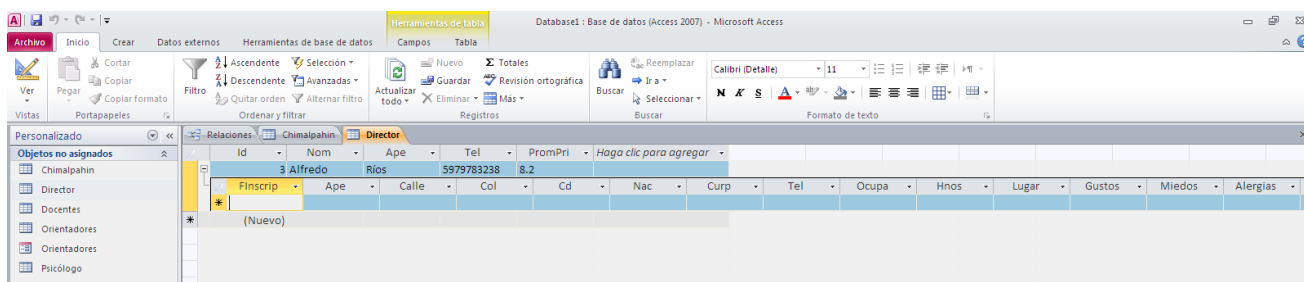 Herramientas de tabla Database1 : Base de datos (Access 2007) - Microsoft Access
Archivo Inicio Crear Datos externos Herramientas de base de datos Campos Tabla
Ver
Pegar
Cortar
Copiar
Copiar formato
Filtro
Ascendente Selección
Descendente Avanzadas
Quitar orden Alternar filtro
Actualizar todo
Nuevo Σ Totales
Guardar Revisión ortográfica
Eliminar Más
Buscar
Reemplazar
Ir a
Seleccionar
Calibri (Detalle) 11
N K S A
Vistas Portapapeles Ordenar y filtrar Registros Buscar Formato de texto
Personalizado «
Relaciones Chimalpahin Director
Objetos no asignados
Chimalpahin
Director
Docentes
Orientadores
Orientadores
Psicólogo
Id Nom Ape Tel PromPri Haga clic para agregar
3 Alfredo Ríos 5979783238 8.2
FInscrip Ape Calle Col Cd Nac Curp Tel Ocupa Hnos Lugar Gustos Miedos Alergias
*
* (Nuevo)